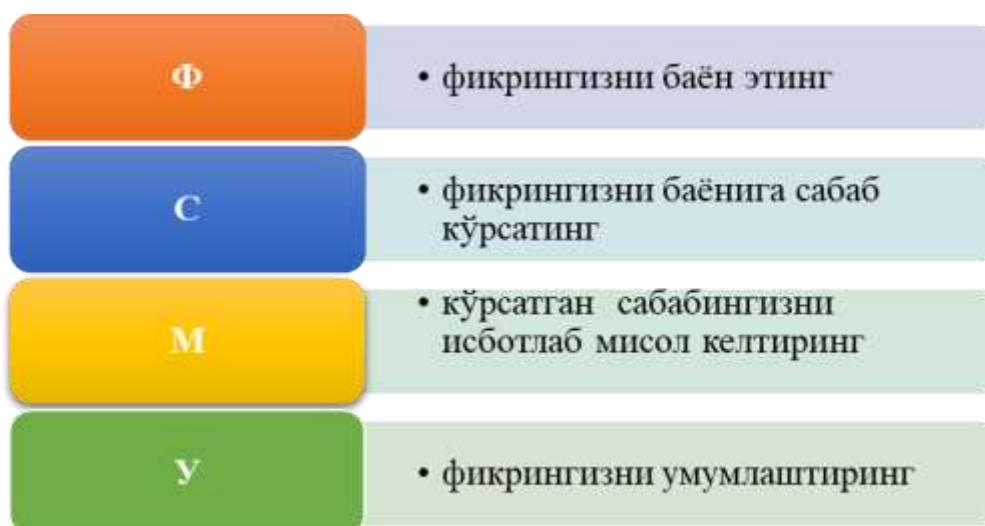 Ф
• фикрингизни баён этинг
С
• фикрингизни баёнига сабаб
кўрсатинг
М
• кўрсатган сабабингизни
исботлаб мисол келтиринг
У
• фикрингизни умумлаштиринг